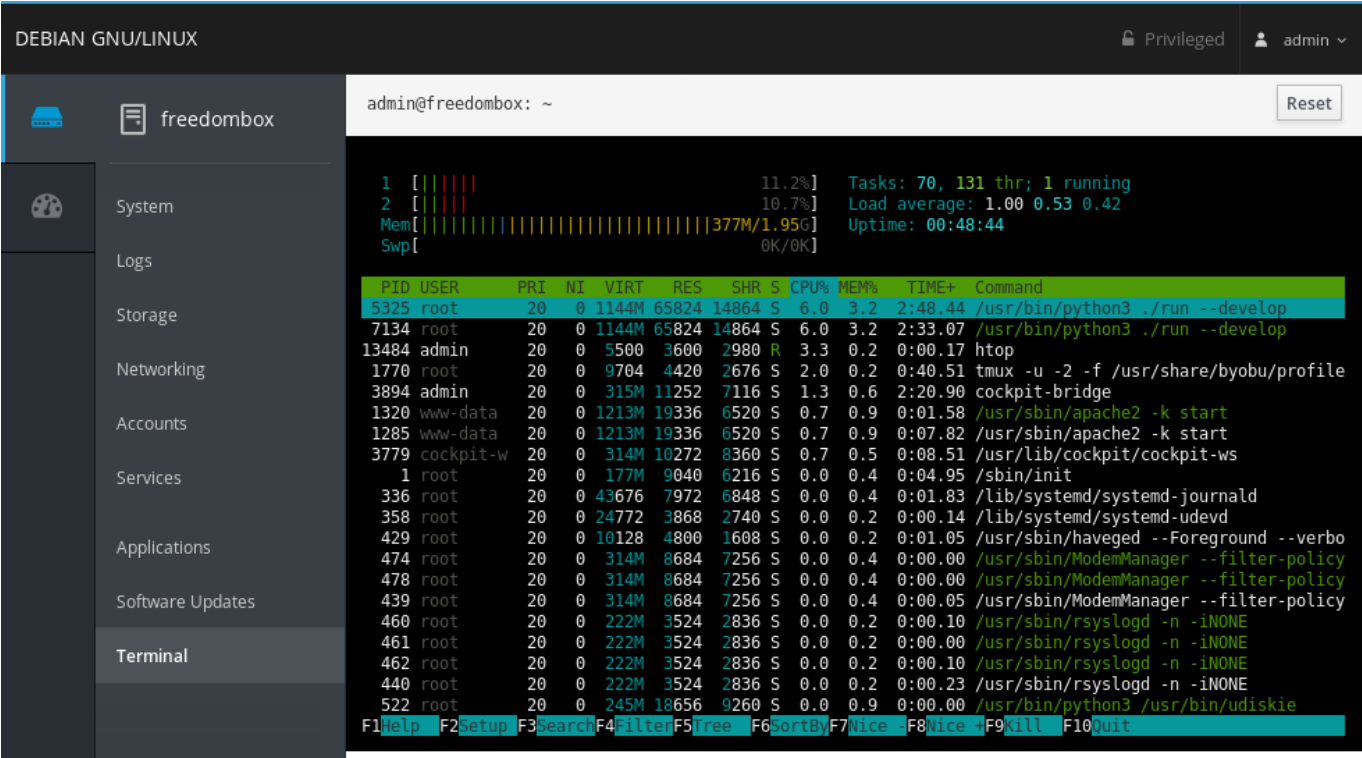 DEBIAN GNU/LINUX
Privileged
admin
freedombox
System
Logs
Storage
Networking
Accounts
Services
Applications
Software Updates
Terminal
admin@freedombox: ~
Reset
1 [||||||| 11.2%] Tasks: 70, 131 thr; 1 running
2 [|||||| 10.7%] Load average: 1.00 0.53 0.42
Mem[||||||||||||||||||||||||||||||377M/1.95G] Uptime: 00:48:44
Swp[ 0K/0K]
PID USER PRI NI VIRT RES SHR S CPU% MEM% TIME+ Command
5325 root 20 0 1144M 65824 14864 S 6.0 3.2 2:48.44 /usr/bin/python3 ./run --develop
7134 root 20 0 1144M 65824 14864 S 6.0 3.2 2:33.07 /usr/bin/python3 ./run --develop
13484 admin 20 0 5500 3600 2980 R 3.3 0.2 0:00.17 htop
1770 root 20 0 9704 4420 2676 S 2.0 0.2 0:40.51 tmux -u -2 -f /usr/share/byobu/profile
3894 admin 20 0 315M 11252 7116 S 1.3 0.6 2:20.90 cockpit-bridge
1320 www-data 20 0 1213M 19336 6520 S 0.7 0.9 0:01.58 /usr/sbin/apache2 -k start
1285 www-data 20 0 1213M 19336 6520 S 0.7 0.9 0:07.82 /usr/sbin/apache2 -k start
3779 cockpit-w 20 0 314M 10272 8360 S 0.7 0.5 0:08.51 /usr/lib/cockpit/cockpit-ws
1 root 20 0 177M 9040 6216 S 0.0 0.4 0:04.95 /sbin/init
336 root 20 0 43676 7972 6848 S 0.0 0.4 0:01.83 /lib/systemd/systemd-journald
358 root 20 0 24772 3868 2740 S 0.0 0.2 0:00.14 /lib/systemd/systemd-udevd
429 root 20 0 10128 4800 1608 S 0.0 0.2 0:01.05 /usr/sbin/haveged --Foreground --verbo
474 root 20 0 314M 8684 7256 S 0.0 0.4 0:00.00 /usr/sbin/ModemManager --filter-policy
478 root 20 0 314M 8684 7256 S 0.0 0.4 0:00.00 /usr/sbin/ModemManager --filter-policy
439 root 20 0 314M 8684 7256 S 0.0 0.4 0:00.05 /usr/sbin/ModemManager --filter-policy
460 root 20 0 222M 3524 2836 S 0.0 0.2 0:00.10 /usr/sbin/rsyslogd -n -iNONE
461 root 20 0 222M 3524 2836 S 0.0 0.2 0:00.00 /usr/sbin/rsyslogd -n -iNONE
462 root 20 0 222M 3524 2836 S 0.0 0.2 0:00.10 /usr/sbin/rsyslogd -n -iNONE
440 root 20 0 222M 3524 2836 S 0.0 0.2 0:00.23 /usr/sbin/rsyslogd -n -iNONE
522 root 20 0 245M 18656 9260 S 0.0 0.9 0:00.00 /usr/bin/python3 /usr/bin/udiskie
F1Help F2Setup F3SearchF4FilterF5Tree F6SortByF7Nice -F8Nice +F9Kill F10Quit